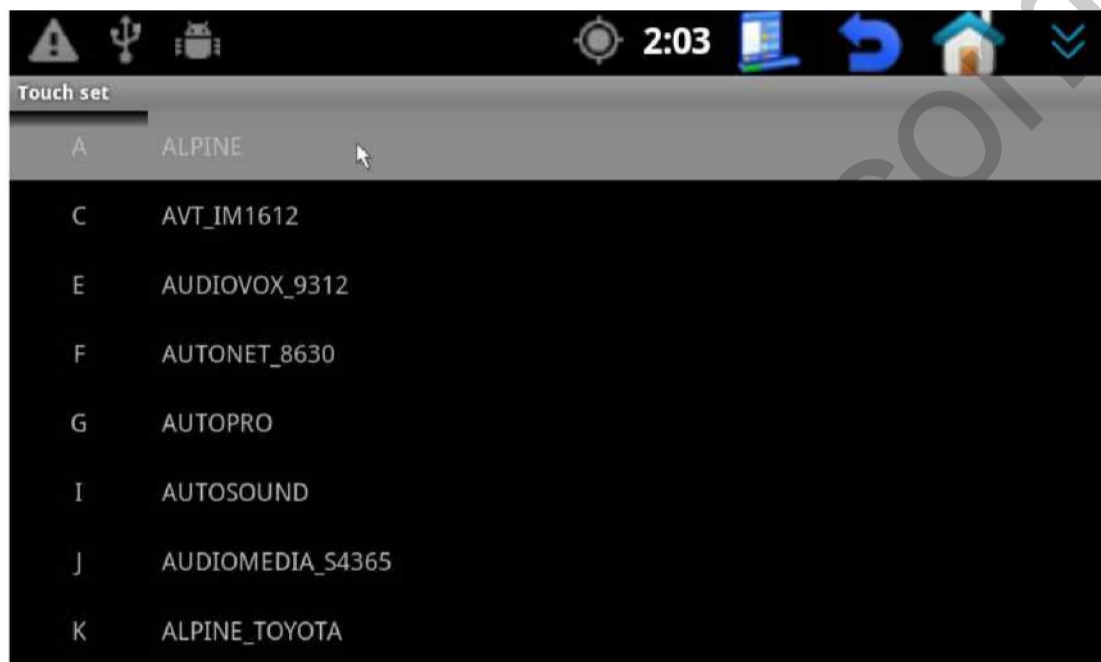 2:03
Touch set
A ALPINE
C AVT_IM1612
E AUDIOVOX_9312
F AUTONET_8630
G AUTOPRO
I AUTOSOUND
J AUDIOMEDIA_S4365
K ALPINE_TOYOTA